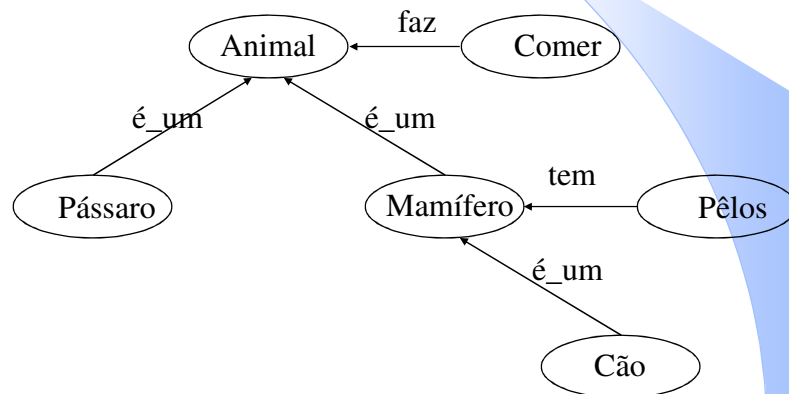 faz
Animal
Comer
é_um
é_um
tem
Pássaro
Mamífero
Pêlos
é_um
Cão